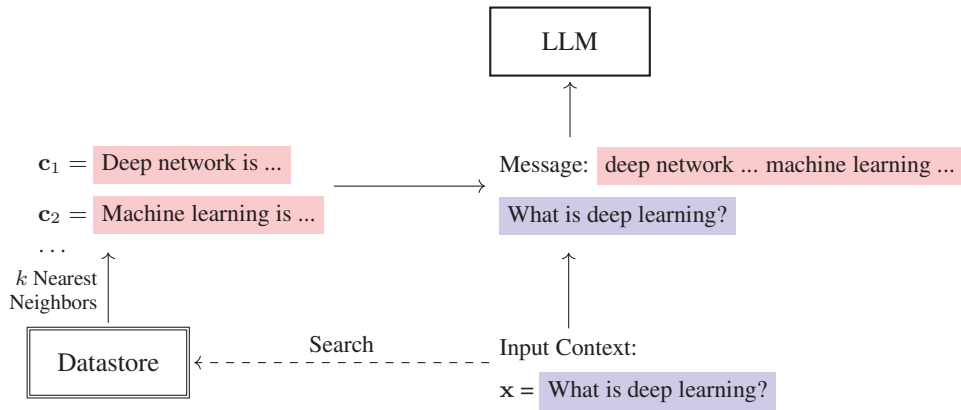 LLM
c₁ = Deep network is ...
Message: deep network ... machine learning ...
c₂ = Machine learning is ...
What is deep learning?
...
k Nearest
Neighbors
Datastore
Search
Input Context:
x = What is deep learning?